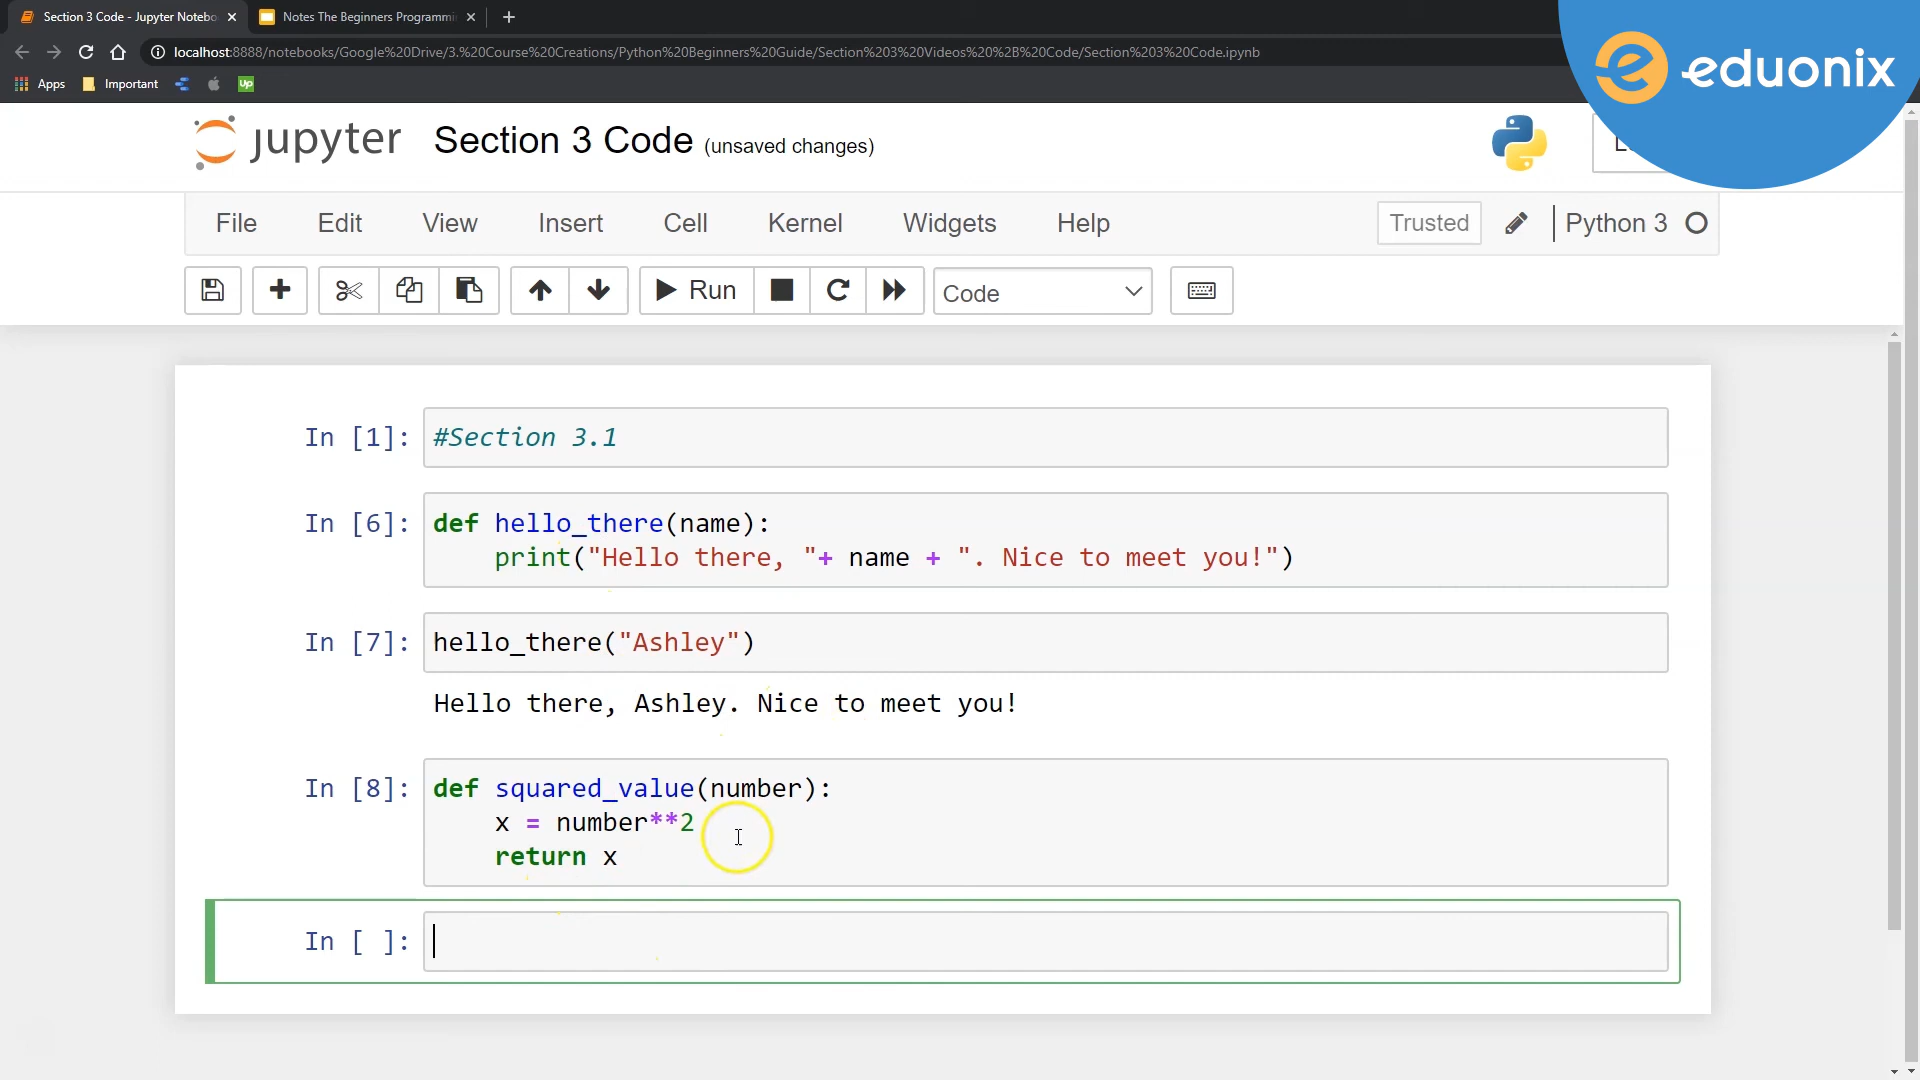 Section 3 Code - Jupyter Notebo
Notes The Beginners Programmi
localhost:8888/notebooks/Google%20Drive/3.%20Course%20Creations/Python%20Beginners%20Guide/Section%203%20Videos%20%2B%20Code/Section%203%20Code.ipynb
Apps
Important
up
eduonix
jupyter Section 3 Code (unsaved changes)
File Edit View Insert Cell Kernel Widgets Help Trusted Python 3
Run Code
In [1]: #Section 3.1
In [6]: def hello_there(name):
print("Hello there, "+ name + ". Nice to meet you!")
In [7]: hello_there("Ashley")
Hello there, Ashley. Nice to meet you!
In [8]: def squared_value(number):
x = number**2
return x
In [ ]: